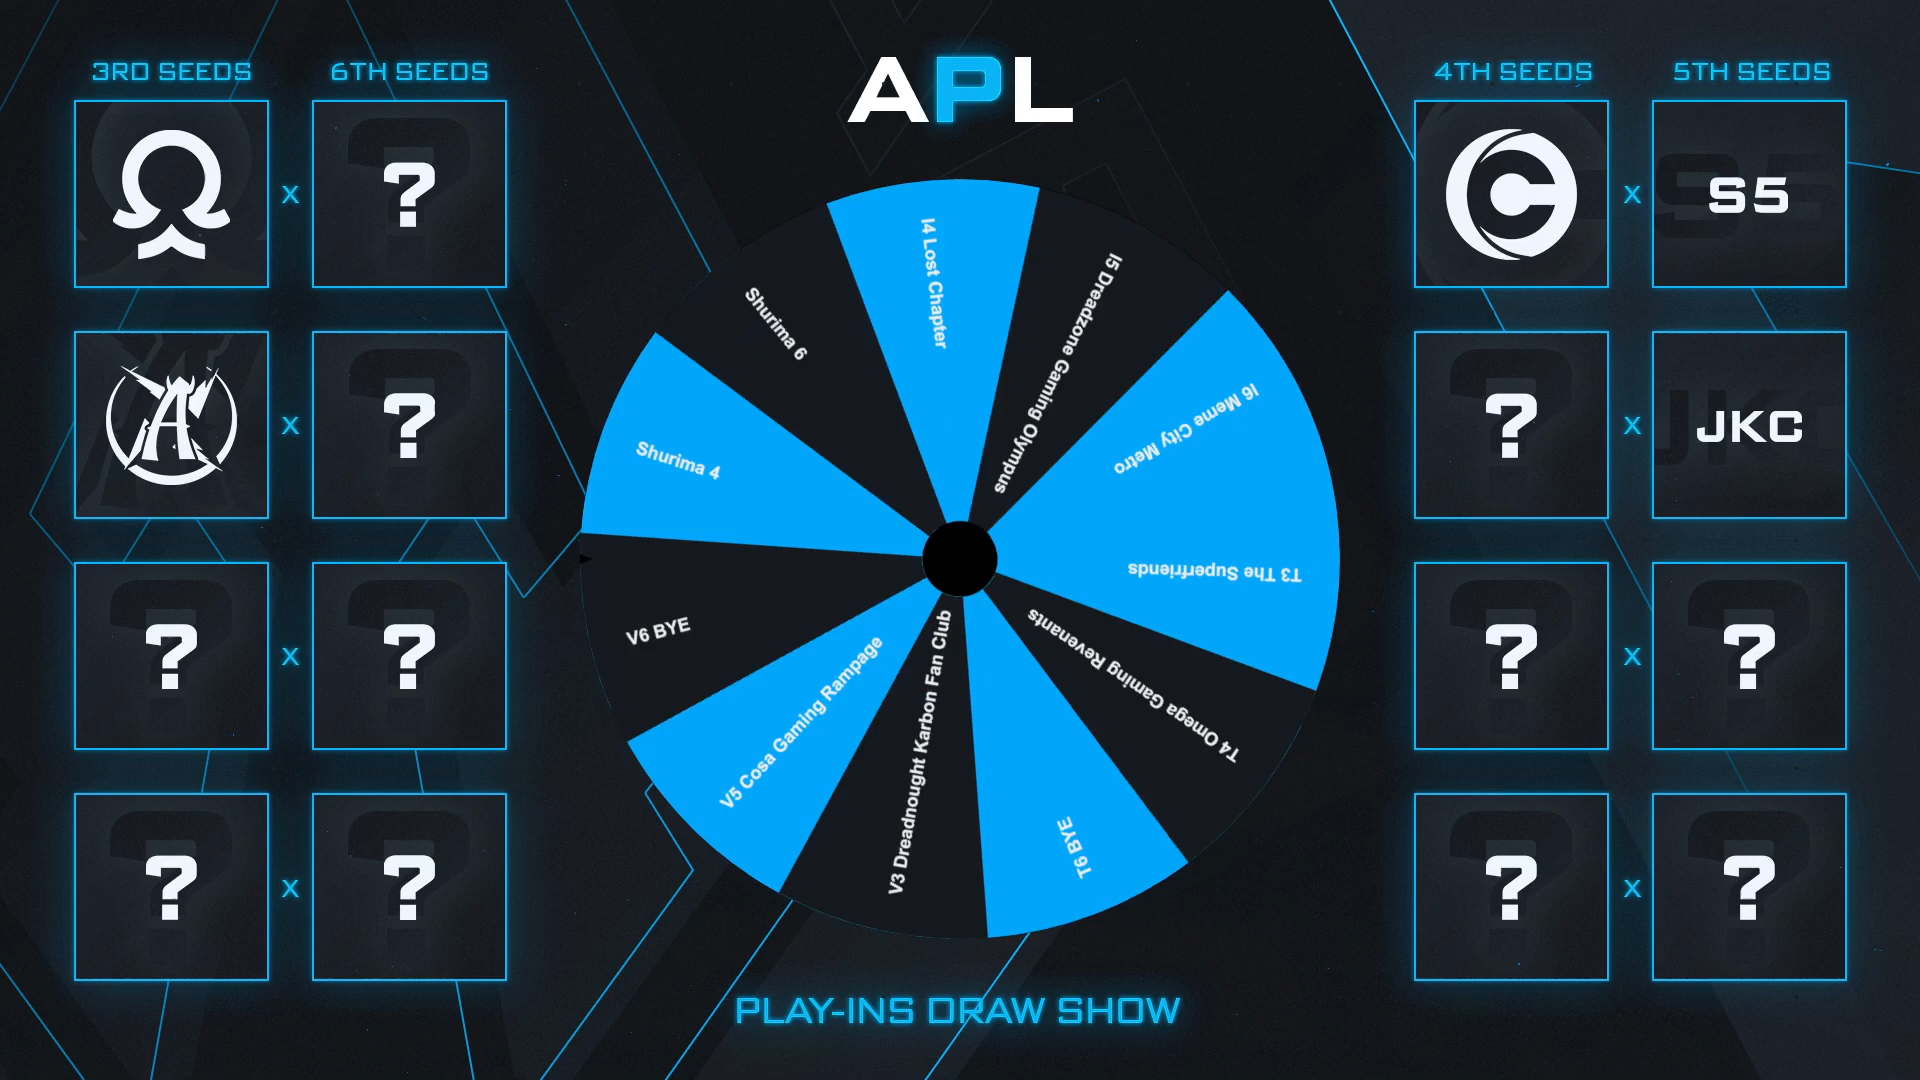 APL
3RD SEEDS
6TH SEEDS
4TH SEEDS
5TH SEEDS
X
?
X
S5
X
?
?
X
JKC
?
X
?
?
X
?
?
X
?
?
X
?
I4 Lost Chapter
I5 Dreadzone Gaming Olympus
I6 Meme City Metro
T3 The Superfriends
T4 Omega Gaming Revenants
T6 BYE
V3 Dreadnought Karbon Fan Club
V5 Cosa Gaming Rampage
V6 BYE
Shurima 4
Shurima 6
PLAY-INS DRAW SHOW